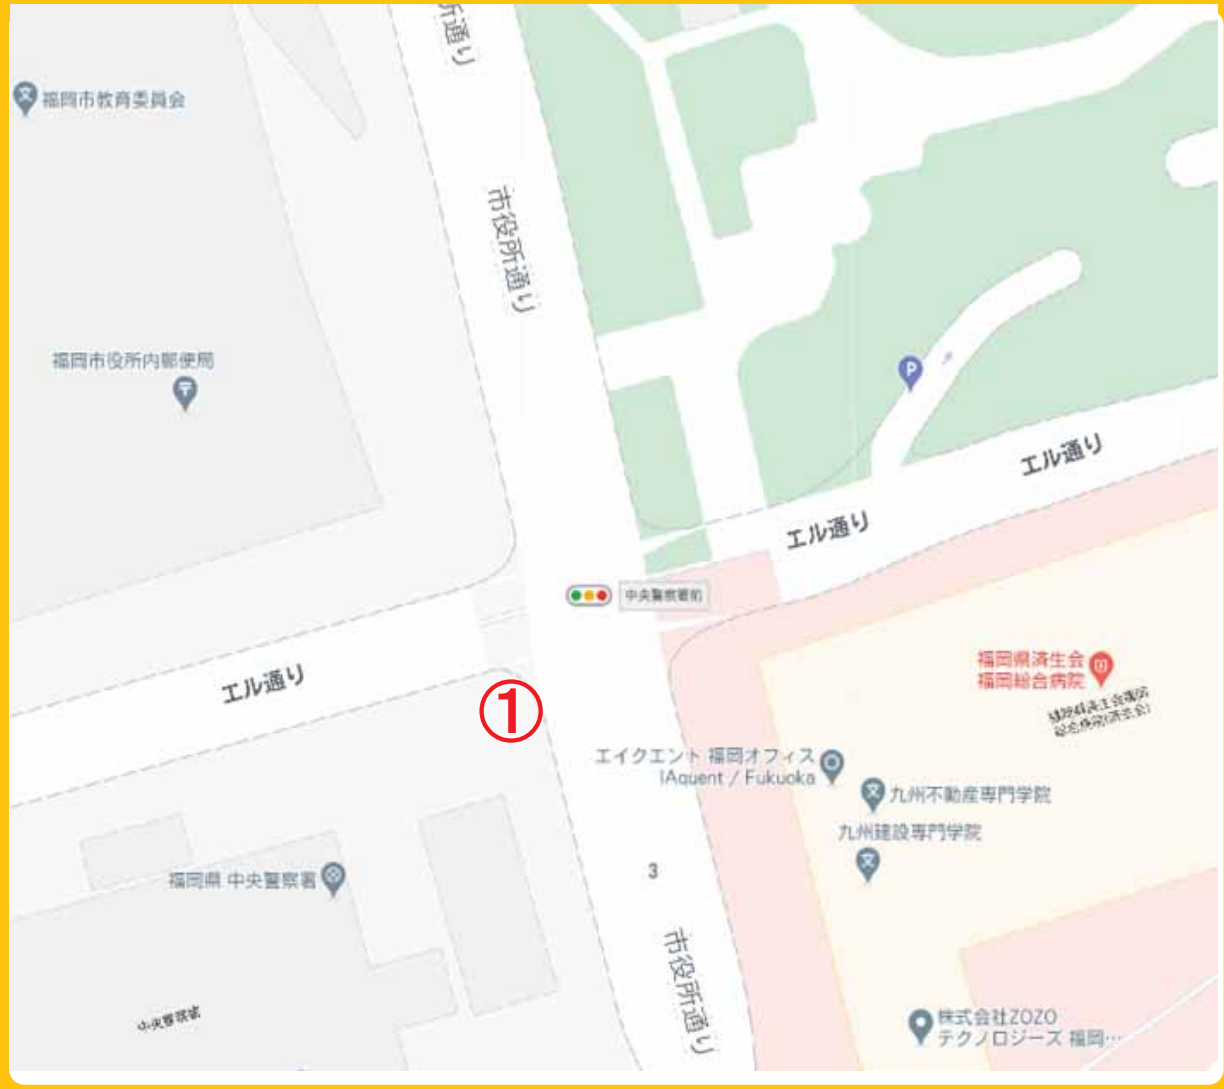 所通り
福岡市教育委員会
市役所通り
福岡市役所内郵便局
エル通り
エル通り
中央警察署前
エル通り
福岡県済生会
福岡総合病院
①
エイクエント 福岡オフィス
|Aquent / Fukuoka
九州不動産専門学院
九州建設専門学院
3
福岡県 中央警察署
市役所通り
中央警察署
株式会社ZOZO
テクノロジーズ 福岡…
P